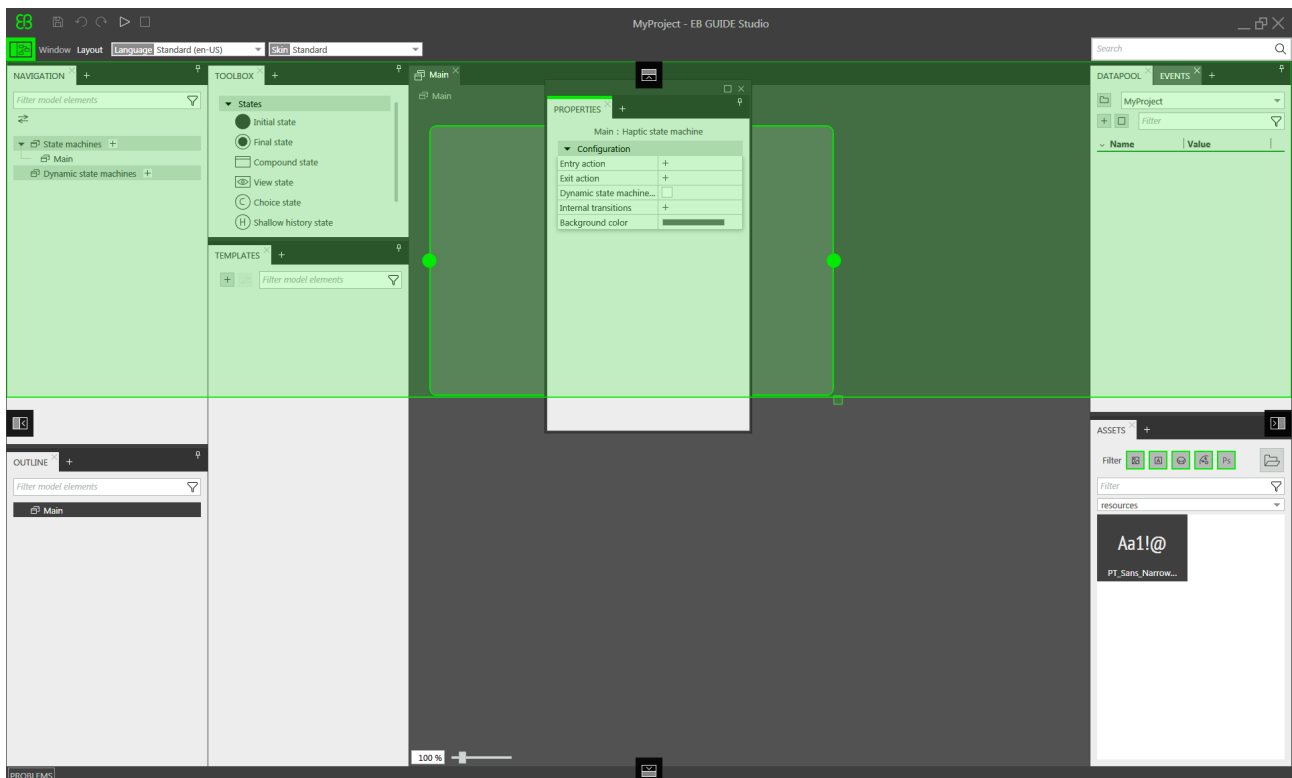 EB
MyProject - EB GUIDE Studio
Window Layout Language Standard (en-US) Skin Standard
Search
NAVIGATION
Filter model elements
State machines
Main
Dynamic state machines
OUTLINE
Filter model elements
Main
TOOLBOX
States
Initial state
Final state
Compound state
View state
C Choice state
H Shallow history state
TEMPLATES
Filter model elements
Main
Main
PROPERTIES
Main : Haptic state machine
Configuration
Entry action +
Exit action +
Dynamic state machine...
Internal transitions +
Background color
100 %
DATAPOOL EVENTS
MyProject
Filter
Name Value
ASSETS
Filter A Ps
Filter
resources
Aa1!@
PT_Sans_Narrow...
PROBLEMS